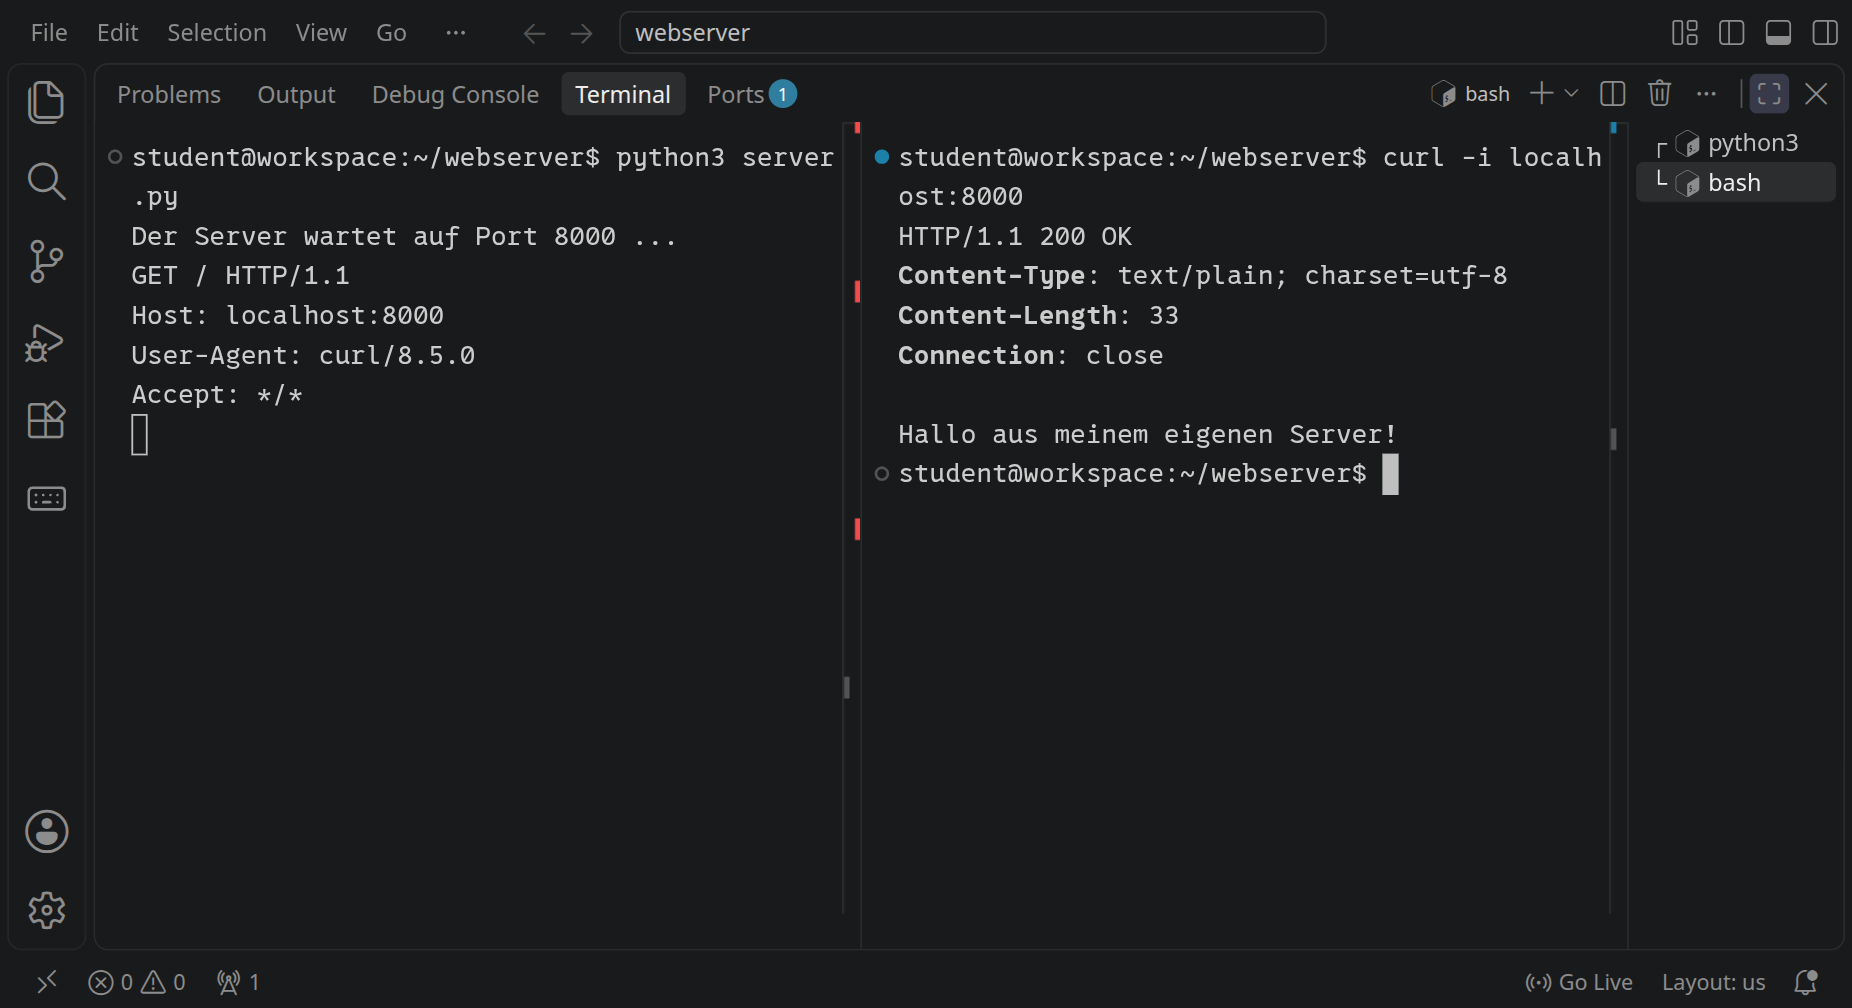 File Edit Selection View Go ··· webserver
Problems Output Debug Console Terminal Ports 1
bash
student@workspace:~/webserver$ python3 server
.py
Der Server wartet auf Port 8000 ...
GET / HTTP/1.1
Host: localhost:8000
User-Agent: curl/8.5.0
Accept: */*
student@workspace:~/webserver$ curl -i localh
ost:8000
HTTP/1.1 200 OK
Content-Type: text/plain; charset=utf-8
Content-Length: 33
Connection: close
Hallo aus meinem eigenen Server!
student@workspace:~/webserver$
python3
bash
0 0 1
Go Live Layout: us